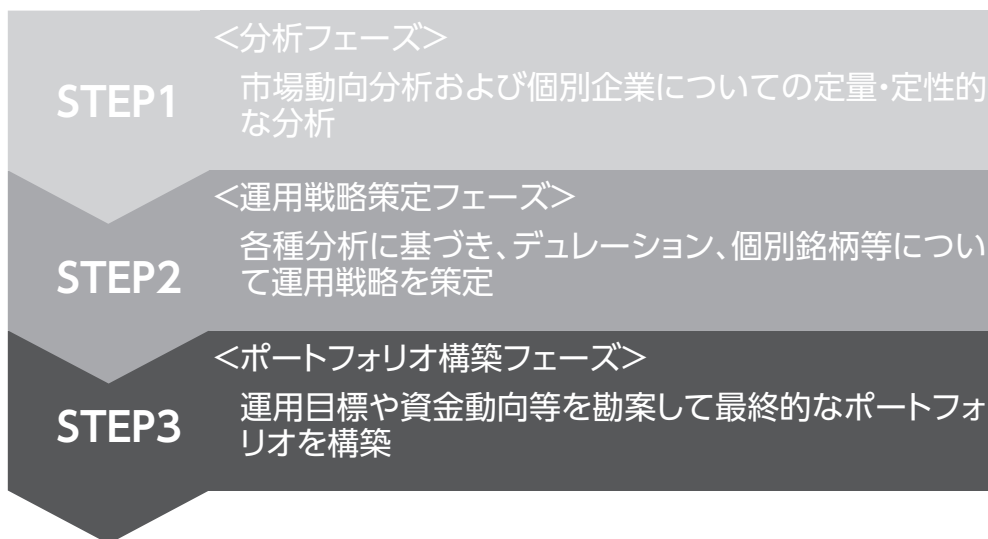 <分析フェーズ>
STEP1
市場動向分析および個別企業についての定量・定性的
な分析
<運用戦略策定フェーズ>
STEP2
各種分析に基づき、デュレーション、個別銘柄等につい
て運用戦略を策定
<ポートフォリオ構築フェーズ>
STEP3
運用目標や資金動向等を勘案して最終的なポートフォ
リオを構築